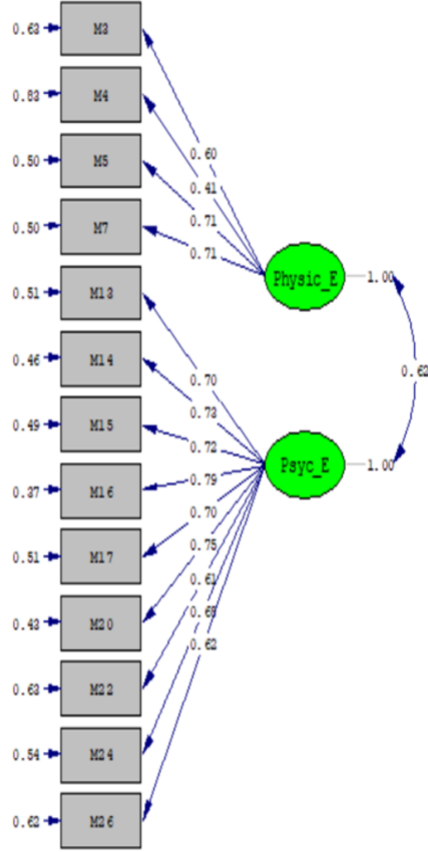 0.63 M3
0.83 M4
0.50 M5
0.50 M7
0.51 M13
0.46 M14
0.49 M15
0.37 M16
0.51 M17
0.43 M20
0.63 M22
0.54 M24
0.62 M26
0.60
0.41
0.71
0.71
Physic_E 1.00
0.62
0.70
0.73
0.72
0.79
0.70
0.75
0.61
0.68
0.62
Psyc_E 1.00